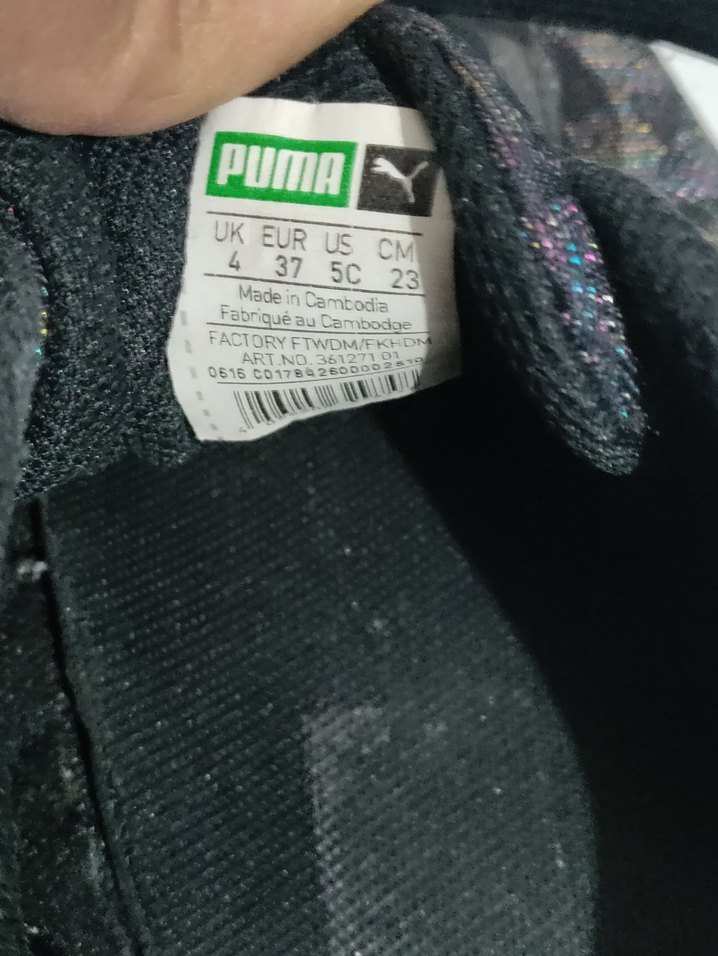 PUMA
UK EUR US CM
4 37 5C 23
Made in Cambodia
Fabriqué au Cambodge
FACTORY FTWDM/FKHDM
ART.NO. 361271 01
0616